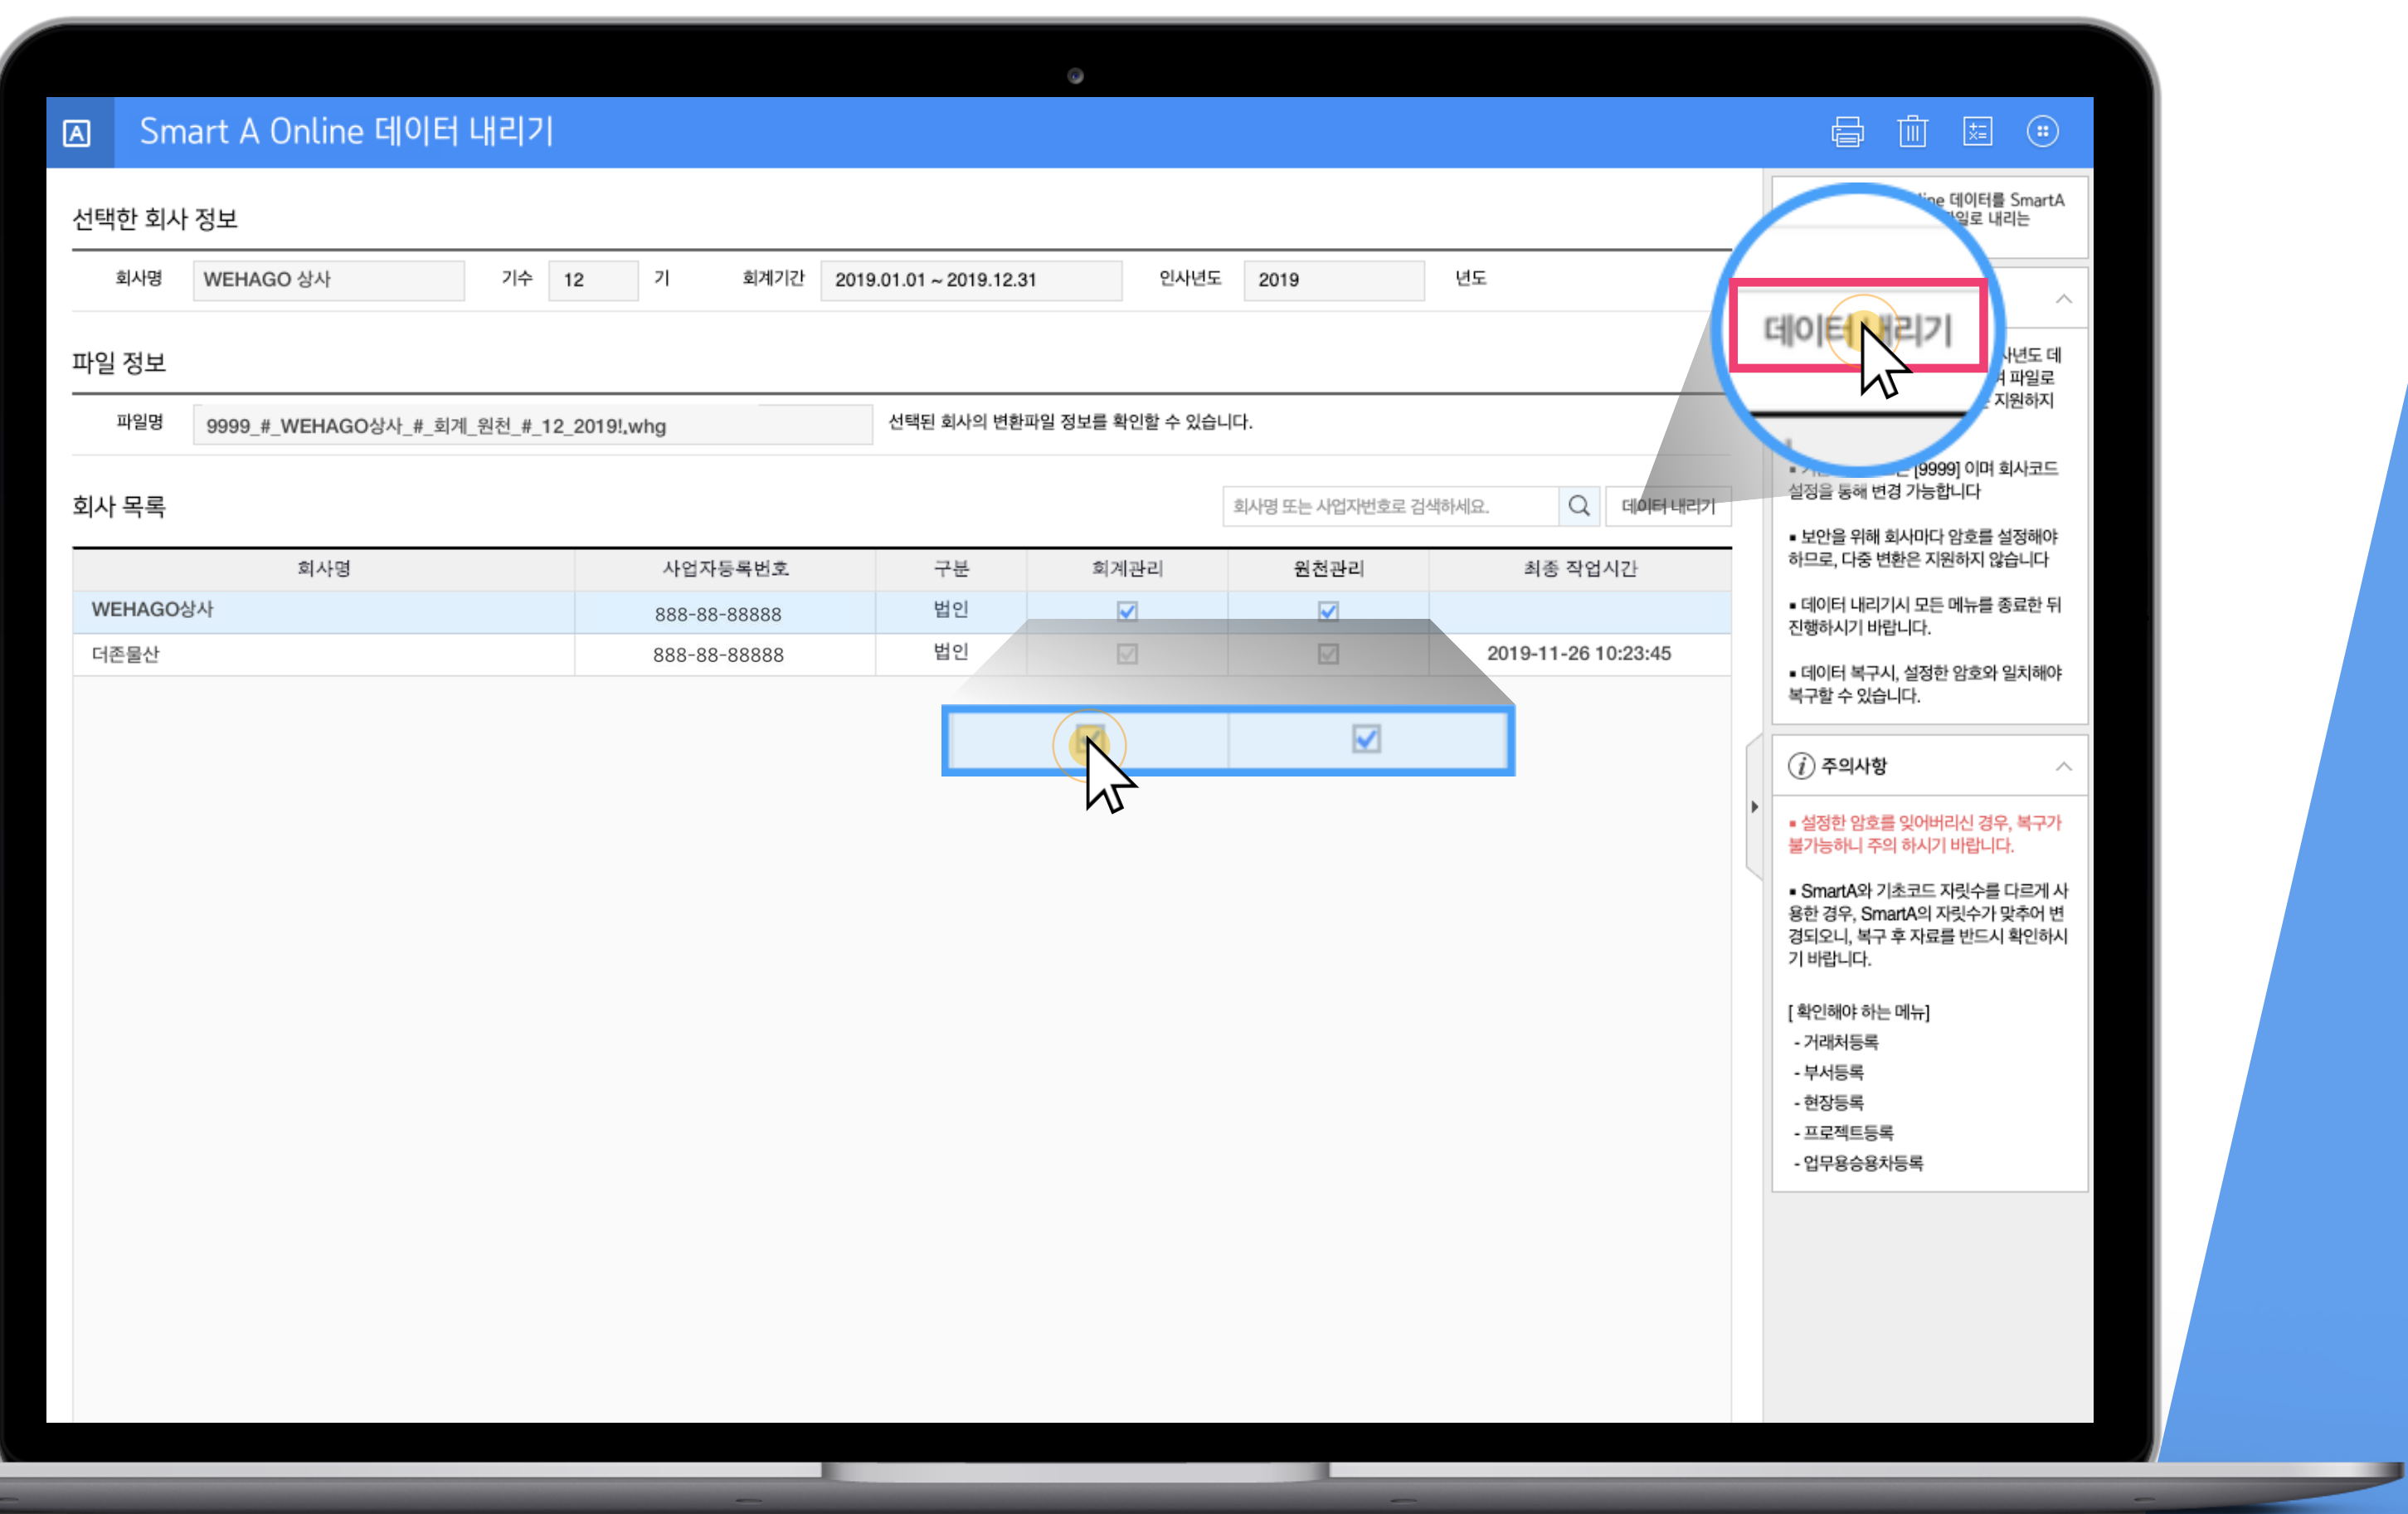 A
Smart A Online 데이터 내리기
선택한 회사 정보
회사명 WEHAGO 상사 기수 12 기 회계기간 2019.01.01 ~ 2019.12.31 인사년도 2019 년도
파일 정보
파일명 9999_#_WEHAGO상사_#_회계_원천_#_12_2019!.whg 선택된 회사의 변환파일 정보를 확인할 수 있습니다.
회사 목록 회사명 또는 사업자번호로 검색하세요. 데이터 내리기
회사명 사업자등록번호 구분 회계관리 원천관리 최종 작업시간
WEHAGO상사 888-88-88888 법인
더존물산 888-88-88888 법인 2019-11-26 10:23:45
데이터 내리기
데이터를 SmartA
내리는
데
파일로
지원하지
[9999] 이며 회사코드
설정을 통해 변경 가능합니다
▪ 보안을 위해 회사마다 암호를 설정해야
하므로, 다중 변환은 지원하지 않습니다
▪ 데이터 내리기시 모든 메뉴를 종료한 뒤
진행하시기 바랍니다.
▪ 데이터 복구시, 설정한 암호와 일치해야
복구할 수 있습니다.
i 주의사항
▪ 설정한 암호를 잊어버리신 경우, 복구가
불가능하니 주의 하시기 바랍니다.
▪ SmartA와 기초코드 자릿수를 다르게 사
용한 경우, SmartA의 자릿수가 맞추어 변
경되오니, 복구 후 자료를 반드시 확인하시
기 바랍니다.
[ 확인해야 하는 메뉴]
- 거래처등록
- 부서등록
- 현장등록
- 프로젝트등록
- 업무용승용차등록